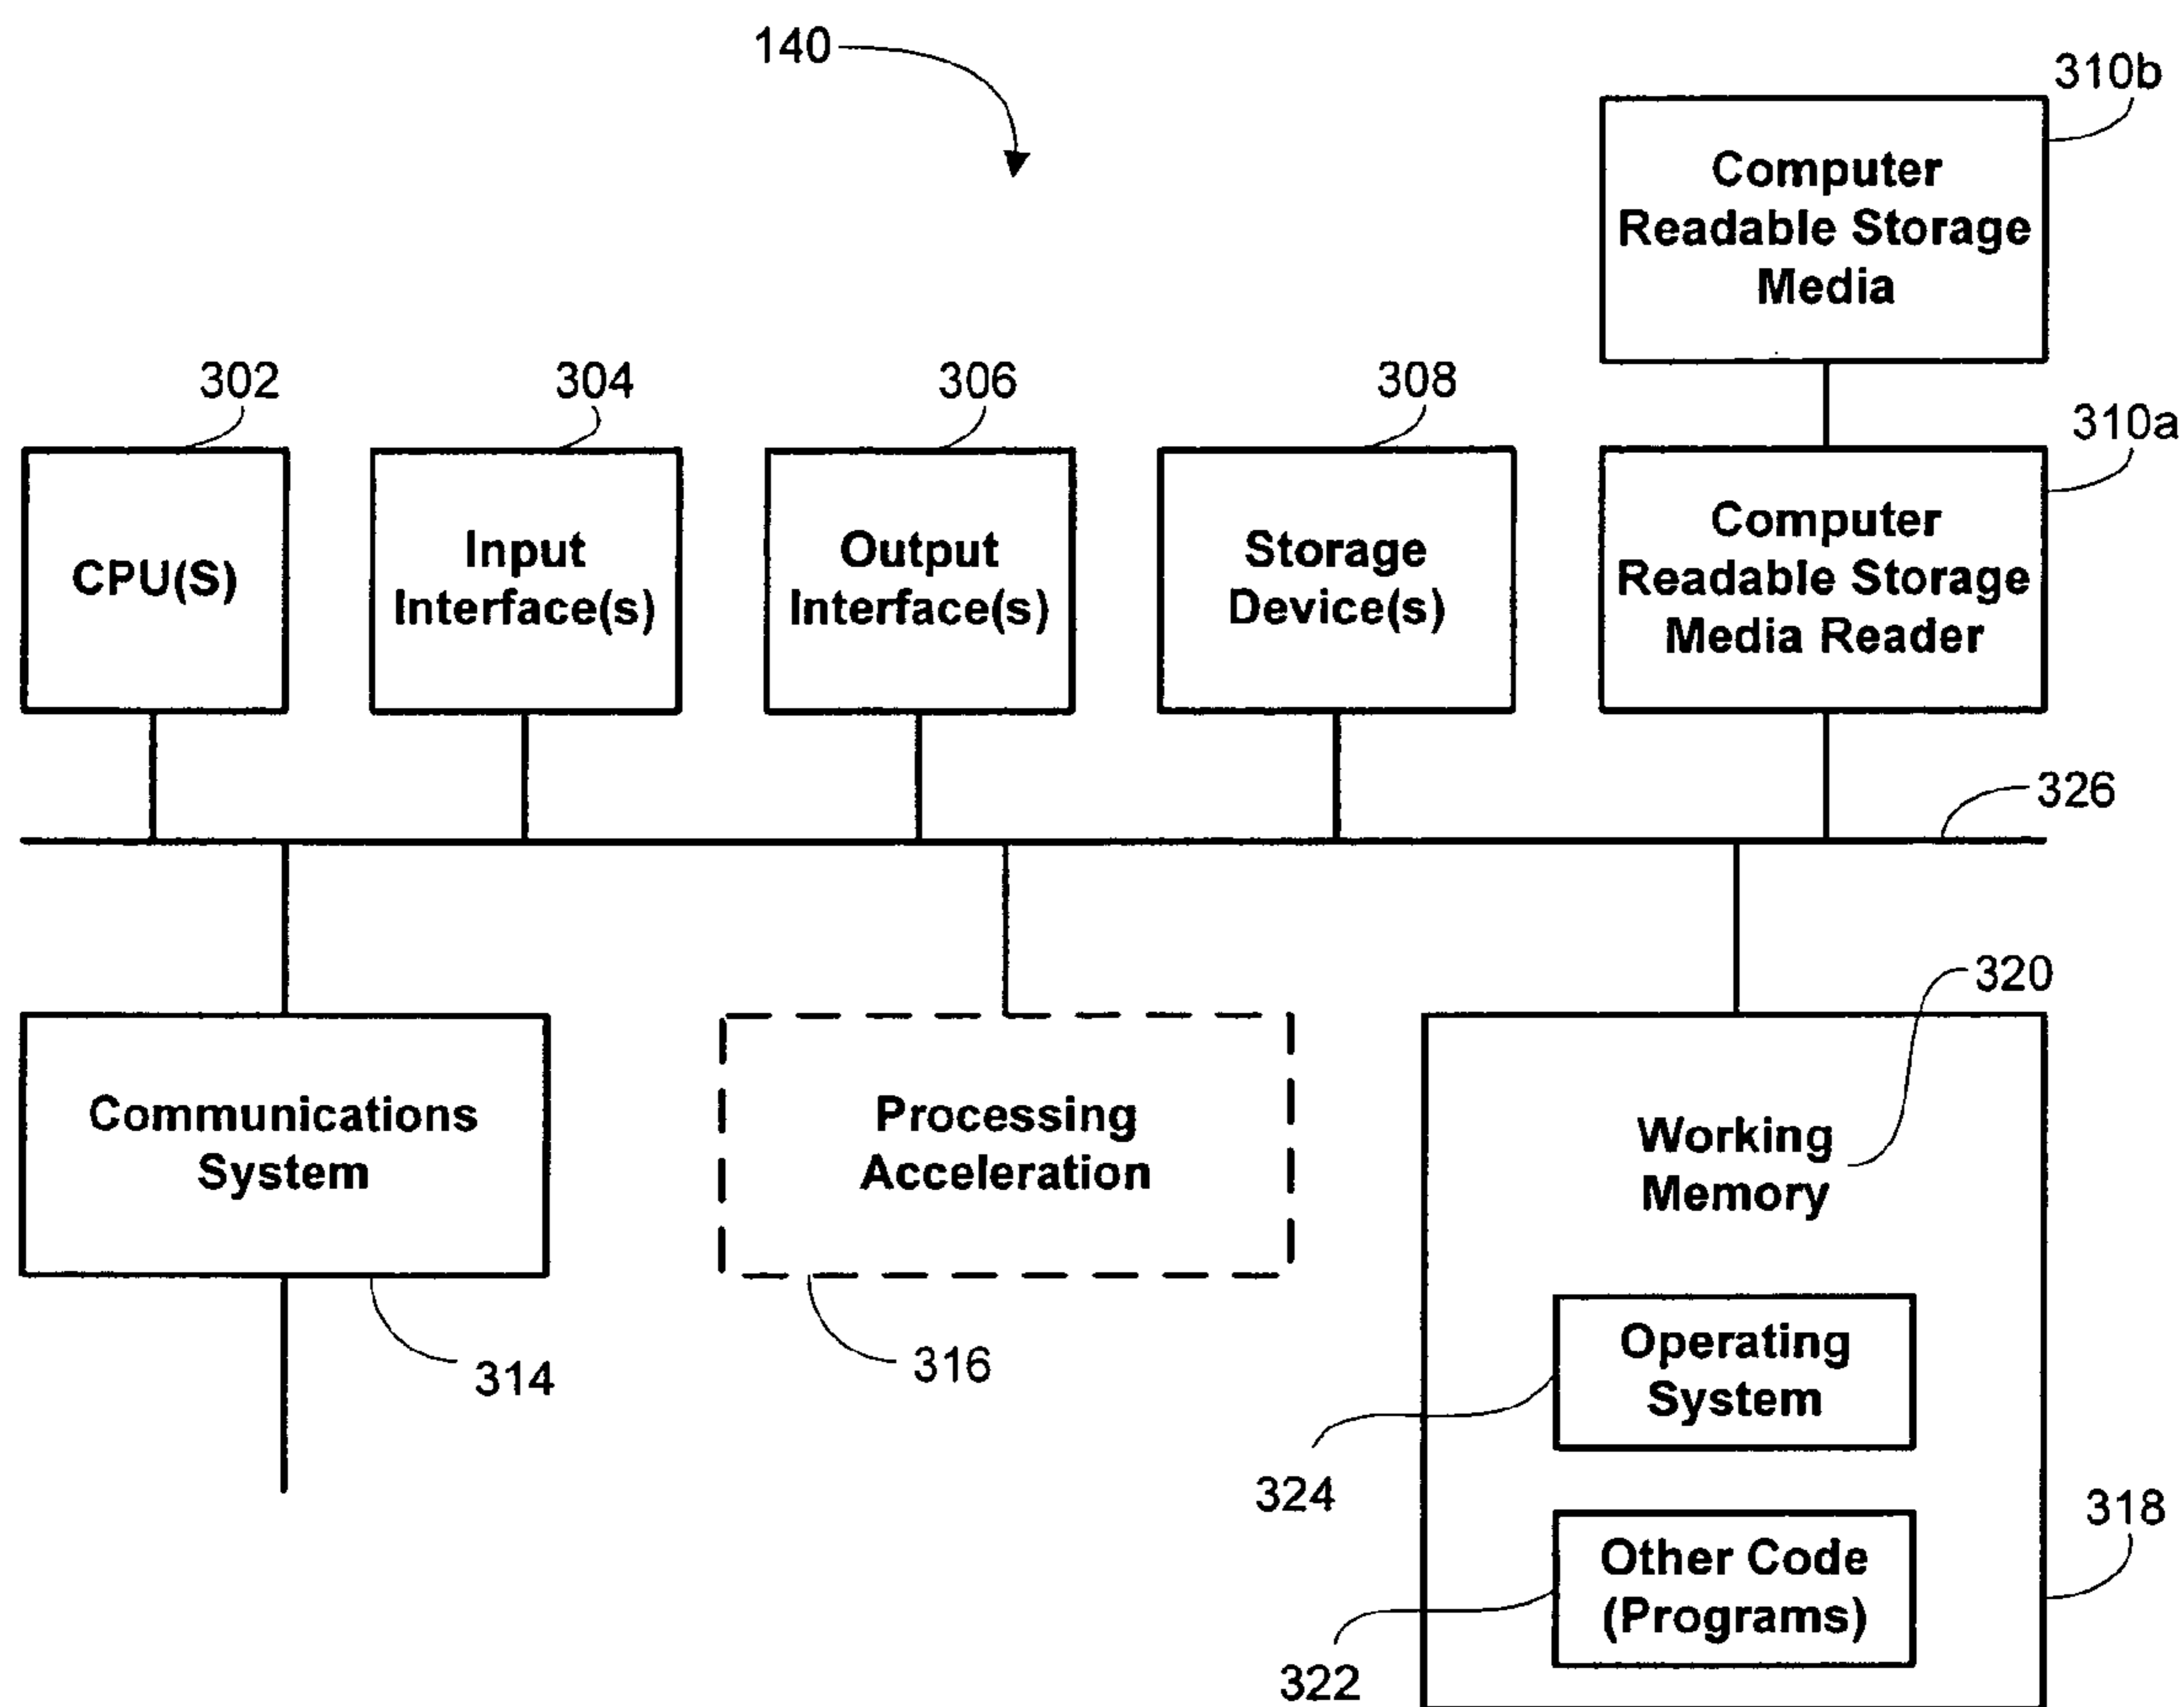 140
310b
Computer
Readable Storage
Media
302
304
306
308
310a
CPU(S)
Input
Interface(s)
Output
Interface(s)
Storage
Device(s)
Computer
Readable Storage
Media Reader
326
320
Communications
System
Processing
Acceleration
Working
Memory
314
316
Operating
System
324
318
Other Code
(Programs)
322